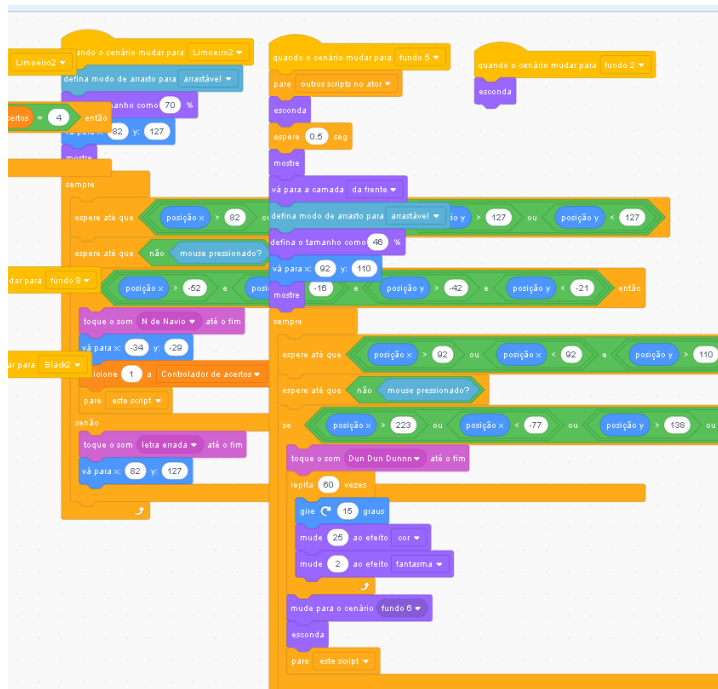 Limoeiro2
ertos = 4 então
dar para fundo 8
ar para Black2
ando o cenário mudar para Limoeiro2
defina modo de arrasto para arrastável
anho como 70 %
para 82 y: 127
mostre
sempre
espere até que posição x > 82 ou
espere até que não mouse pressionado?
posição x > -52 e posi -16 e posição y > -42 e posição y < -21 então
toque o som N de Navio até o fim
vá para x: -34 y: -29
icione 1 a Controlador de acertos
pare este script
senão
toque o som letra errada até o fim
vá para x: 82 y: 127
quando o cenário mudar para fundo 5
pare outros scripts no ator
esconda
espere 0.5 seg
mostre
vá para a camada da frente
defina modo de arrasto para arrastável
ão y > 127 ou posição y < 127
defina o tamanho como 46 %
vá para x: 92 y: 110
mostre
sempre
espere até que posição x > 92 ou posição x < 92 e posição y > 110
espere até que não mouse pressionado?
se posição x > 223 ou posição x < -77 ou posição y > 138 ou
toque o som Dun Dun Dunnn até o fim
repita 60 vezes
gire 15 graus
mude 25 ao efeito cor
mude 2 ao efeito fantasma
mude para o cenário fundo 6
esconda
pare este script
quando o cenário mudar para fundo 2
esconda